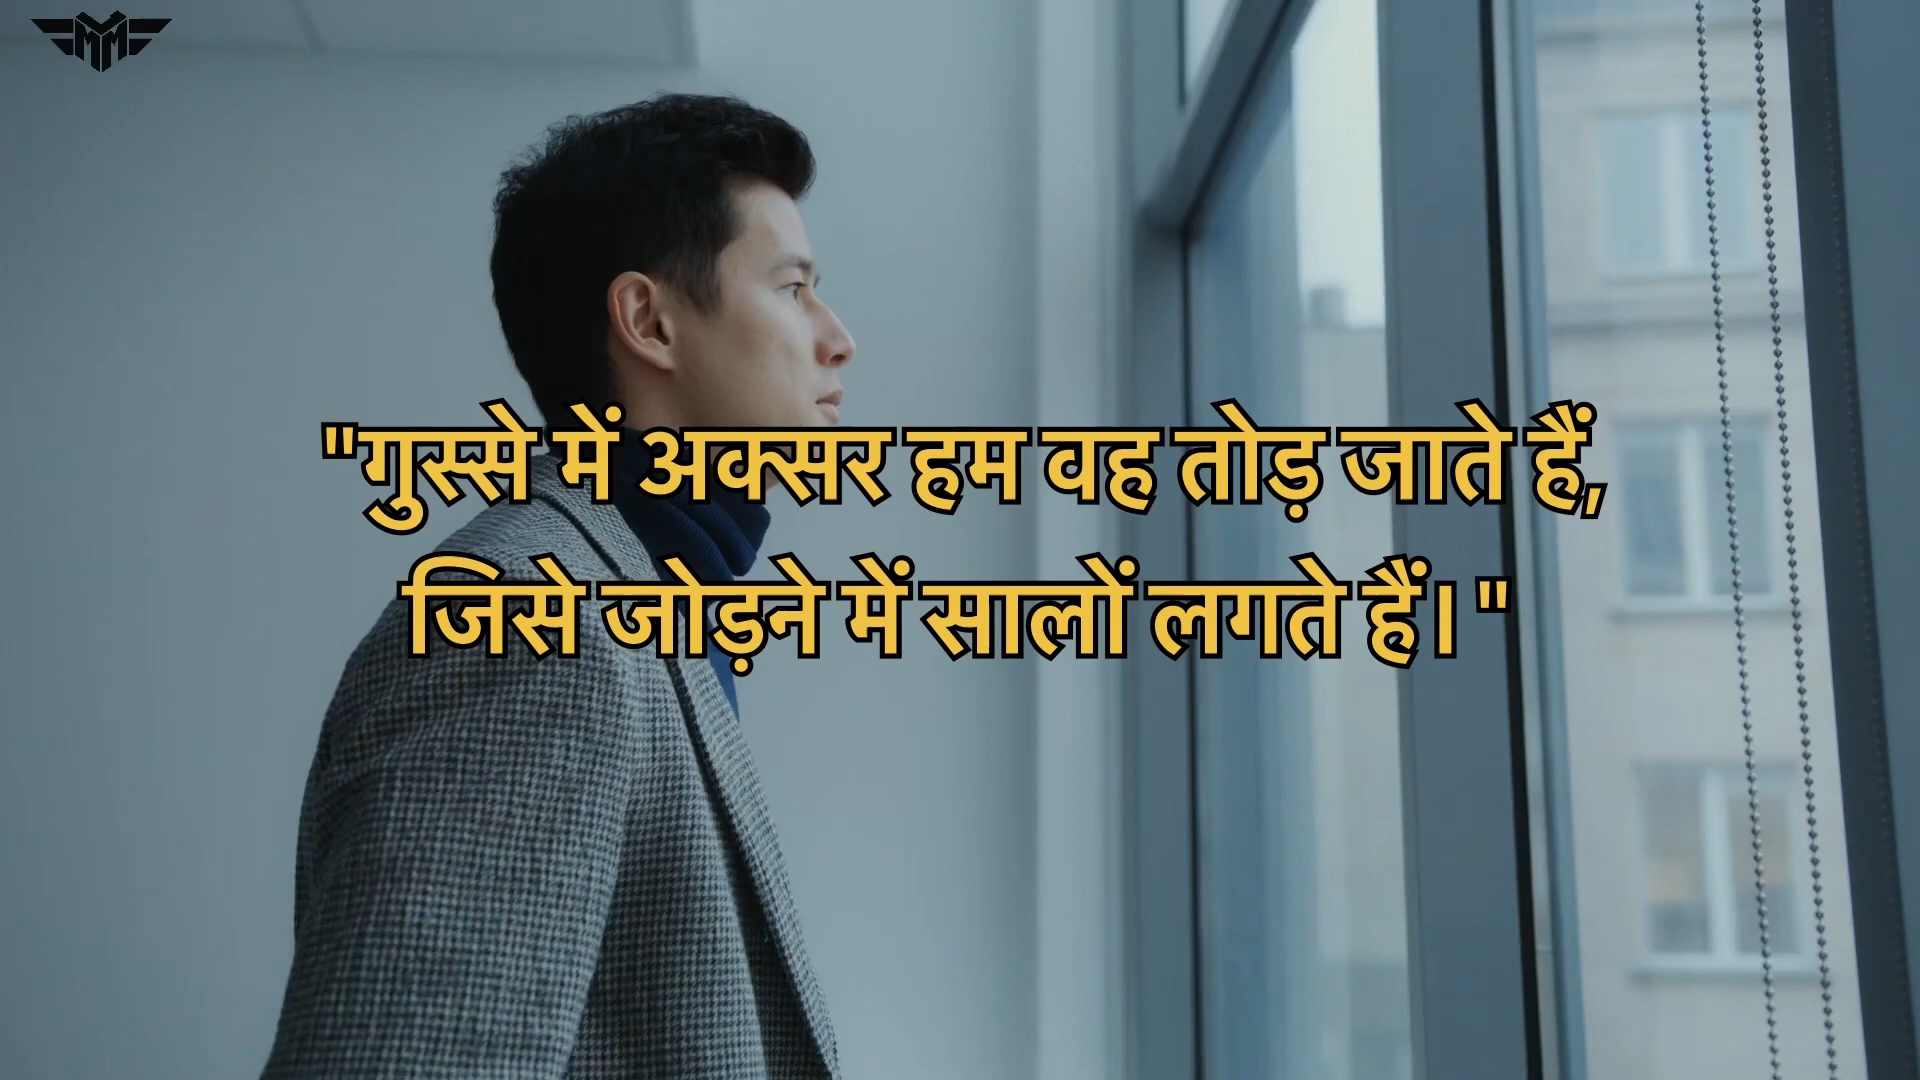 "गुस्से में अक्सर हम वह तोड़ जाते हैं,
जिसे जोड़ने में सालों लगते हैं।"